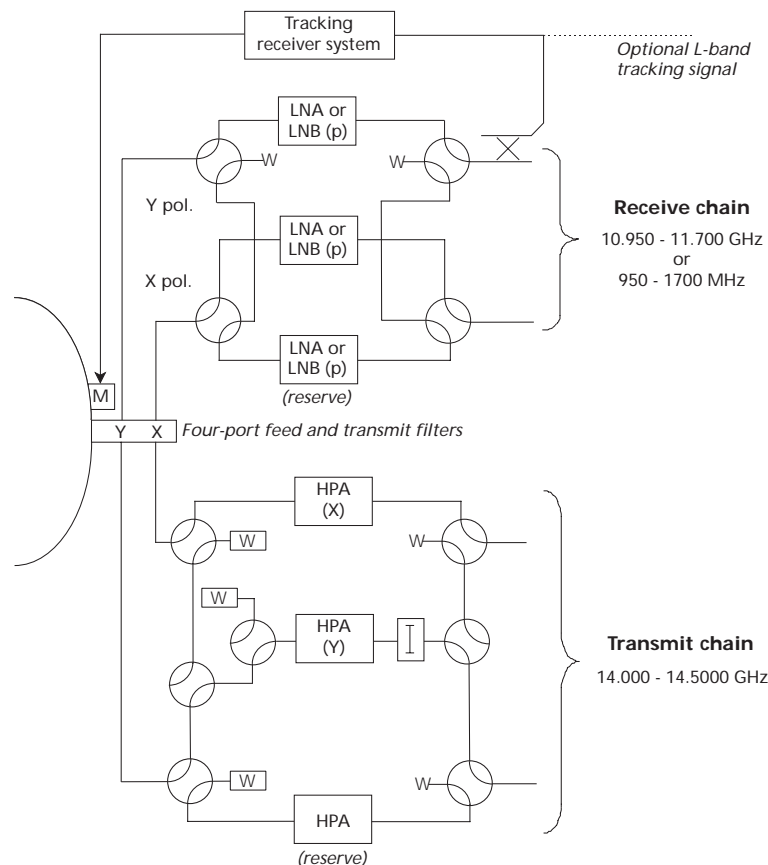 Tracking
receiver system
Optional L-band
tracking signal
LNA or
LNB (p)
W
W
Y pol.
LNA or
LNB (p)
Receive chain
10.950 - 11.700 GHz
or
950 - 1700 MHz
X pol.
LNA or
LNB (p)
(reserve)
M
Y X Four-port feed and transmit filters
HPA
(X)
W
W
W
HPA
(Y)
I
Transmit chain
14.000 - 14.5000 GHz
W
W
HPA
(reserve)